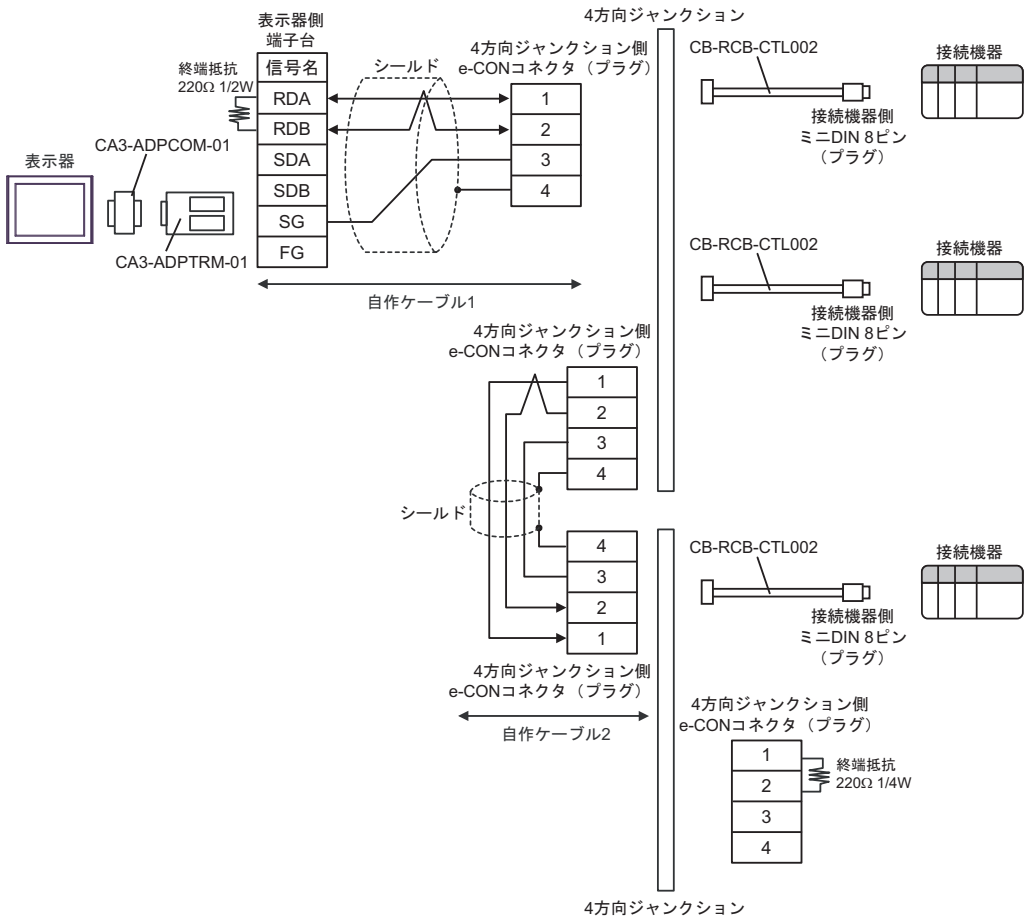 4方向ジャンクション
表示器側
端子台
信号名
RDA
RDB
SDA
SDB
SG
FG
終端抵抗
220Ω 1/2W
シールド
4方向ジャンクション側
e-CONコネクタ（プラグ）
1
2
3
4
表示器
CA3-ADPCOM-01
CA3-ADPTRM-01
自作ケーブル1
CB-RCB-CTL002
接続機器側
ミニDIN 8ピン
（プラグ）
接続機器
CB-RCB-CTL002
接続機器側
ミニDIN 8ピン
（プラグ）
接続機器
4方向ジャンクション側
e-CONコネクタ（プラグ）
1
2
3
4
シールド
4
3
2
1
4方向ジャンクション側
e-CONコネクタ（プラグ）
自作ケーブル2
CB-RCB-CTL002
接続機器側
ミニDIN 8ピン
（プラグ）
接続機器
4方向ジャンクション側
e-CONコネクタ（プラグ）
1
2
3
4
終端抵抗
220Ω 1/4W
4方向ジャンクション